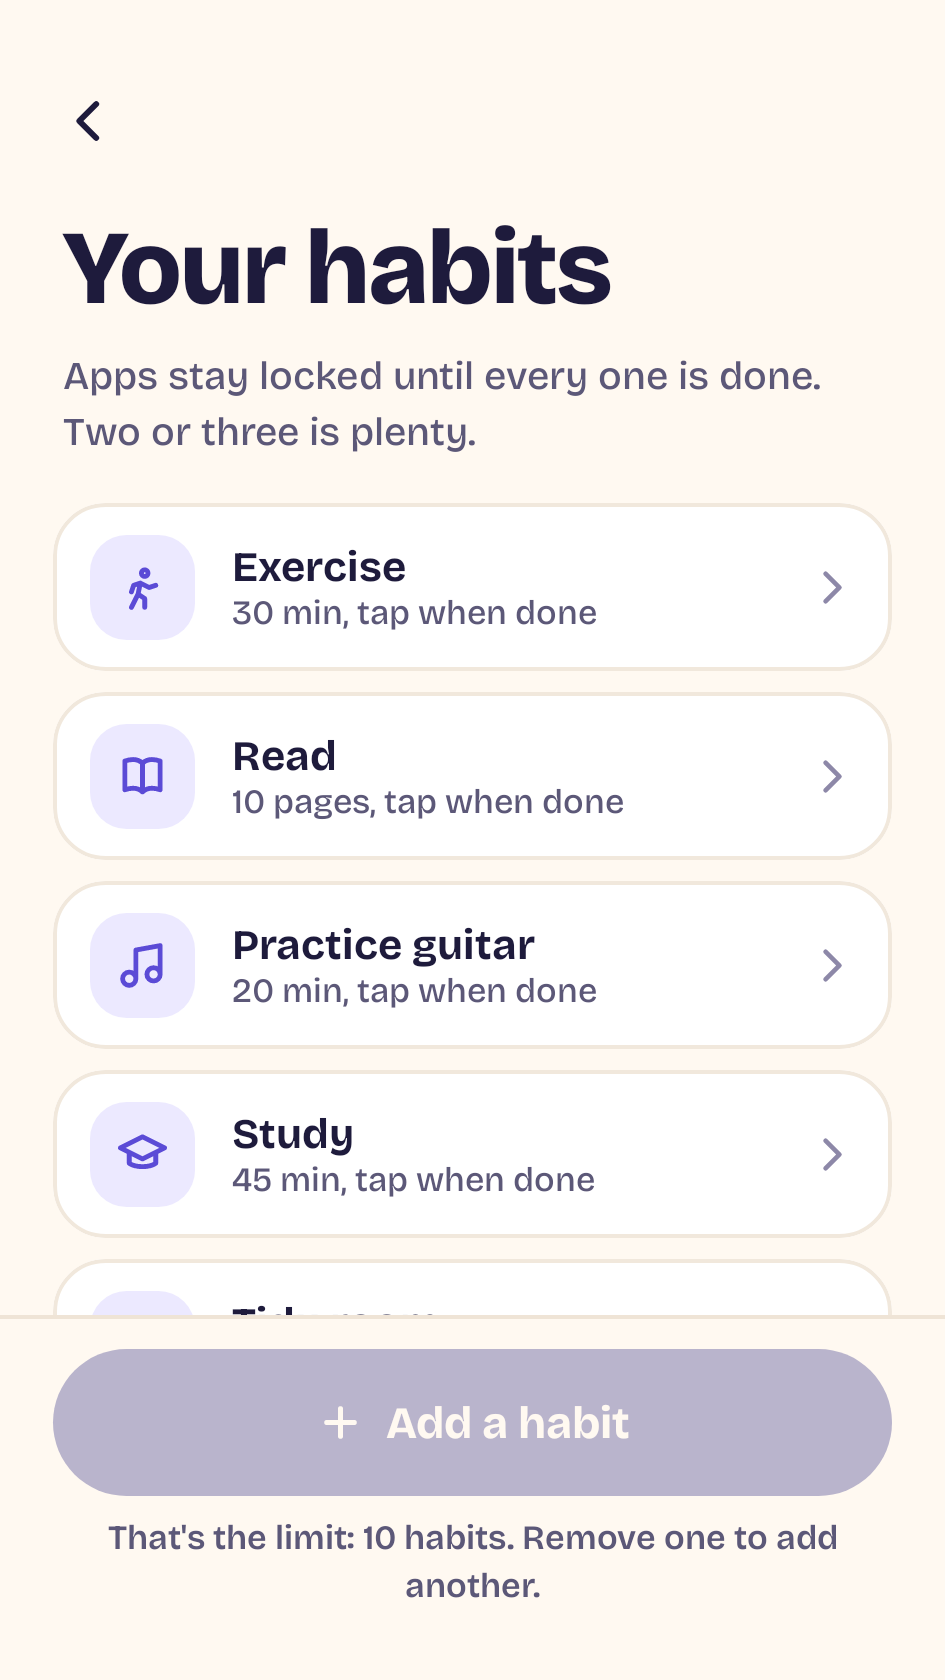 Your habits
Apps stay locked until every one is done.
Two or three is plenty.
Exercise
30 min, tap when done
Read
10 pages, tap when done
Practice guitar
20 min, tap when done
Study
45 min, tap when done
Add a habit
That's the limit: 10 habits. Remove one to add
another.